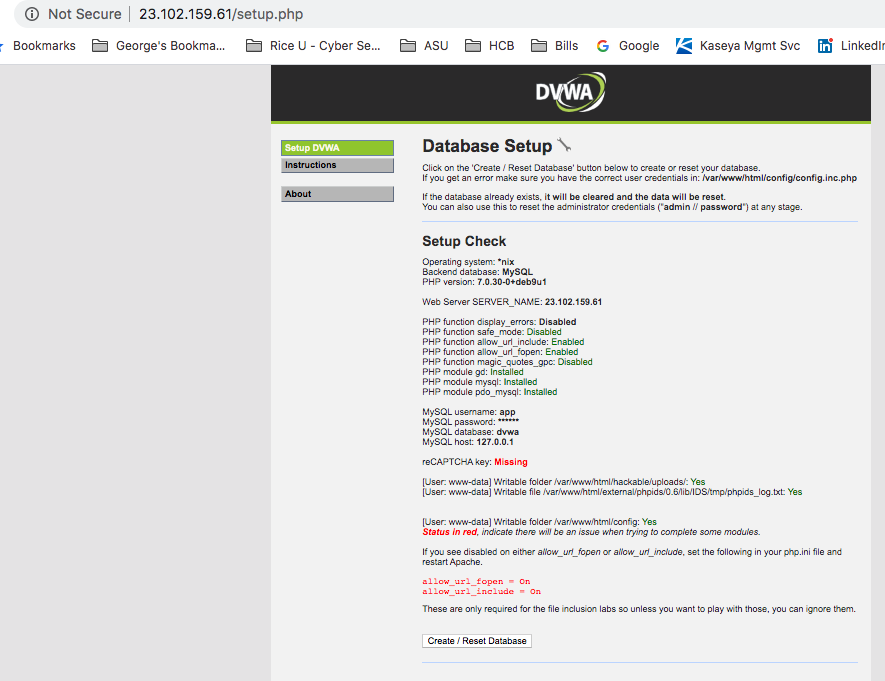 Not Secure | 23.102.159.61/setup.php
Bookmarks George's Bookma... Rice U - Cyber Se... ASU HCB Bills Google Kaseya Mgmt Svc LinkedIn
DVWA
Setup DVWA
Instructions
About
Database Setup
Click on the 'Create / Reset Database' button below to create or reset your database.
If you get an error make sure you have the correct user credentials in: /var/www/html/config/config.inc.php
If the database already exists, it will be cleared and the data will be reset.
You can also use this to reset the administrator credentials ("admin // password") at any stage.
Setup Check
Operating system: *nix
Backend database: MySQL
PHP version: 7.0.30-0+deb9u1
Web Server SERVER_NAME: 23.102.159.61
PHP function display_errors: Disabled
PHP function safe_mode: Disabled
PHP function allow_url_include: Enabled
PHP function allow_url_fopen: Enabled
PHP function magic_quotes_gpc: Disabled
PHP module gd: Installed
PHP module mysql: Installed
PHP module pdo_mysql: Installed
MySQL username: app
MySQL password: ******
MySQL database: dvwa
MySQL host: 127.0.0.1
reCAPTCHA key: Missing
[User: www-data] Writable folder /var/www/html/hackable/uploads/: Yes
[User: www-data] Writable file /var/www/html/external/phpids/0.6/lib/IDS/tmp/phpids_log.txt: Yes
[User: www-data] Writable folder /var/www/html/config: Yes
Status in red, indicate there will be an issue when trying to complete some modules.
If you see disabled on either allow_url_fopen or allow_url_include, set the following in your php.ini file and
restart Apache.
allow_url_fopen = On
allow_url_include = On
These are only required for the file inclusion labs so unless you want to play with those, you can ignore them.
Create / Reset Database